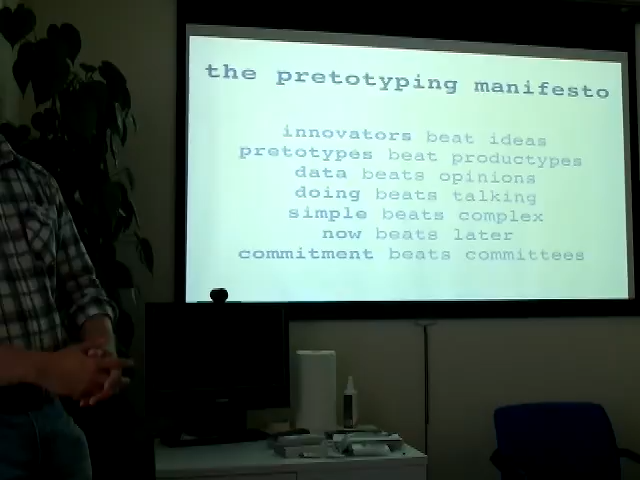 the pretotyping manifesto
innovators beat ideas
pretotypes beat productypes
data beats opinions
doing beats talking
simple beats complex
now beats later
commitment beats committees